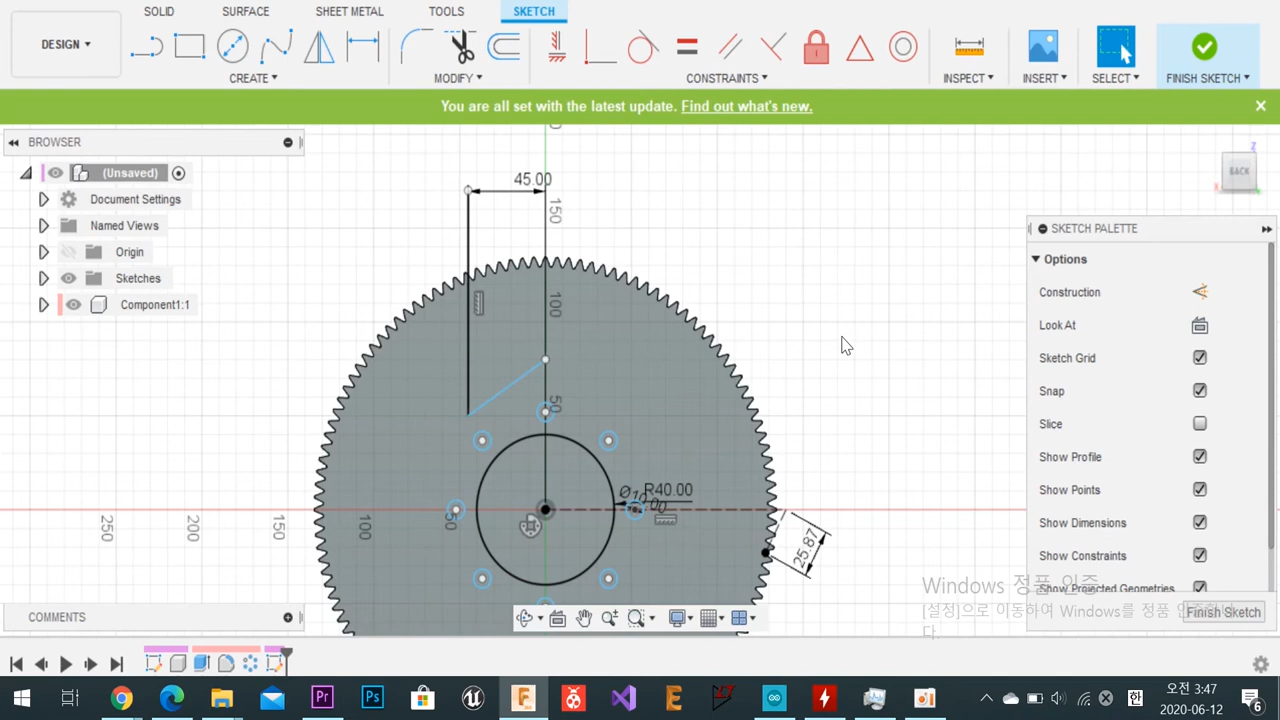 SOLID SURFACE SHEET METAL TOOLS SKETCH
DESIGN ▾
CREATE ▾ MODIFY ▾ CONSTRAINTS ▾ INSPECT ▾ INSERT ▾ SELECT ▾ FINISH SKETCH ▾
You are all set with the latest update. Find out what's new.
BROWSER
(Unsaved)
Document Settings
Named Views
Origin
Sketches
Component1:1
COMMENTS
Z
BACK
X
45.00
150
100
50
R40.00
25.87
250
200
150
100
50
SKETCH PALETTE
Options
Construction
Look At
Sketch Grid
Snap
Slice
Show Profile
Show Points
Show Dimensions
Show Constraints
Show Projected Geometries
Finish Sketch
Windows 정품 인증
[설정]으로 이동하여 Windows를 정품 인증
다.
Pr
Ps
F
E
한
오전 3:47
2020-06-12
6